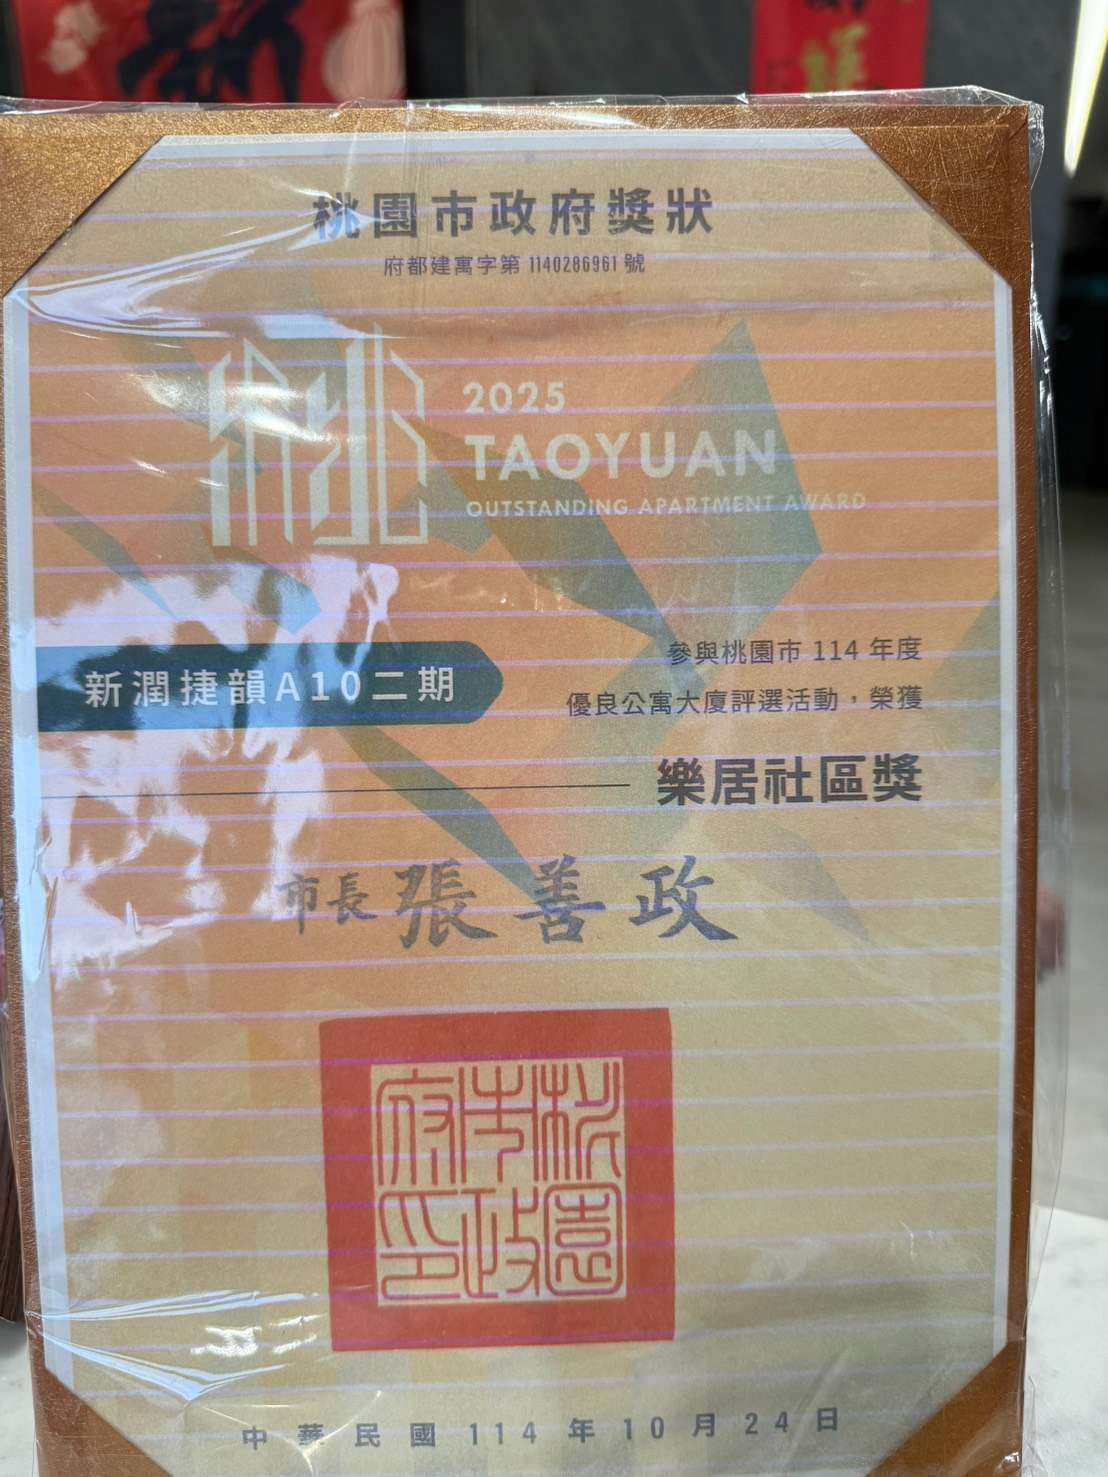 新
桃園市政府獎狀
府都建寓字第 1140286961 號
2025
TAOYUAN
OUTSTANDING APARTMENT AWARD
參與桃園市 114 年度
優良公寓大廈評選活動，榮獲
新潤捷韻A10二期
樂居社區獎
市長 張善政
桃園
市政
府印
中華民國 114 年 10 月 24 日